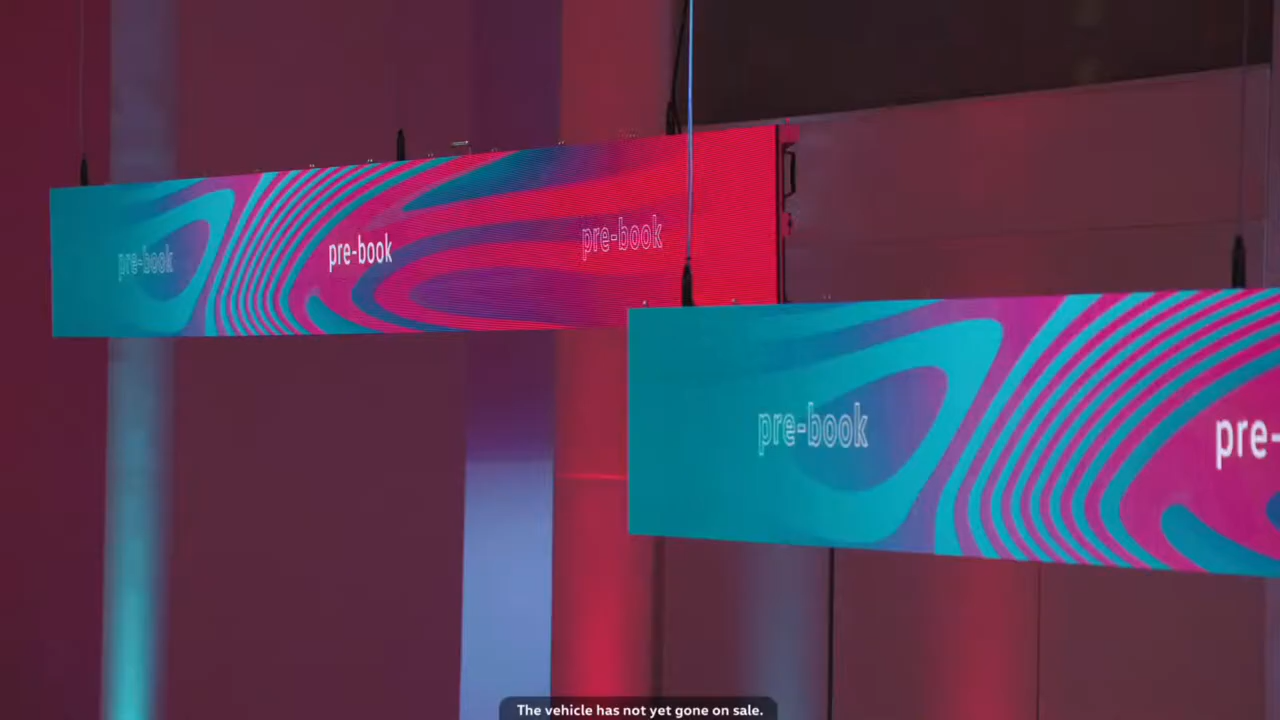 pre-book
pre-book
pre-book
pre-book
pre-
The vehicle has not yet gone on sale.